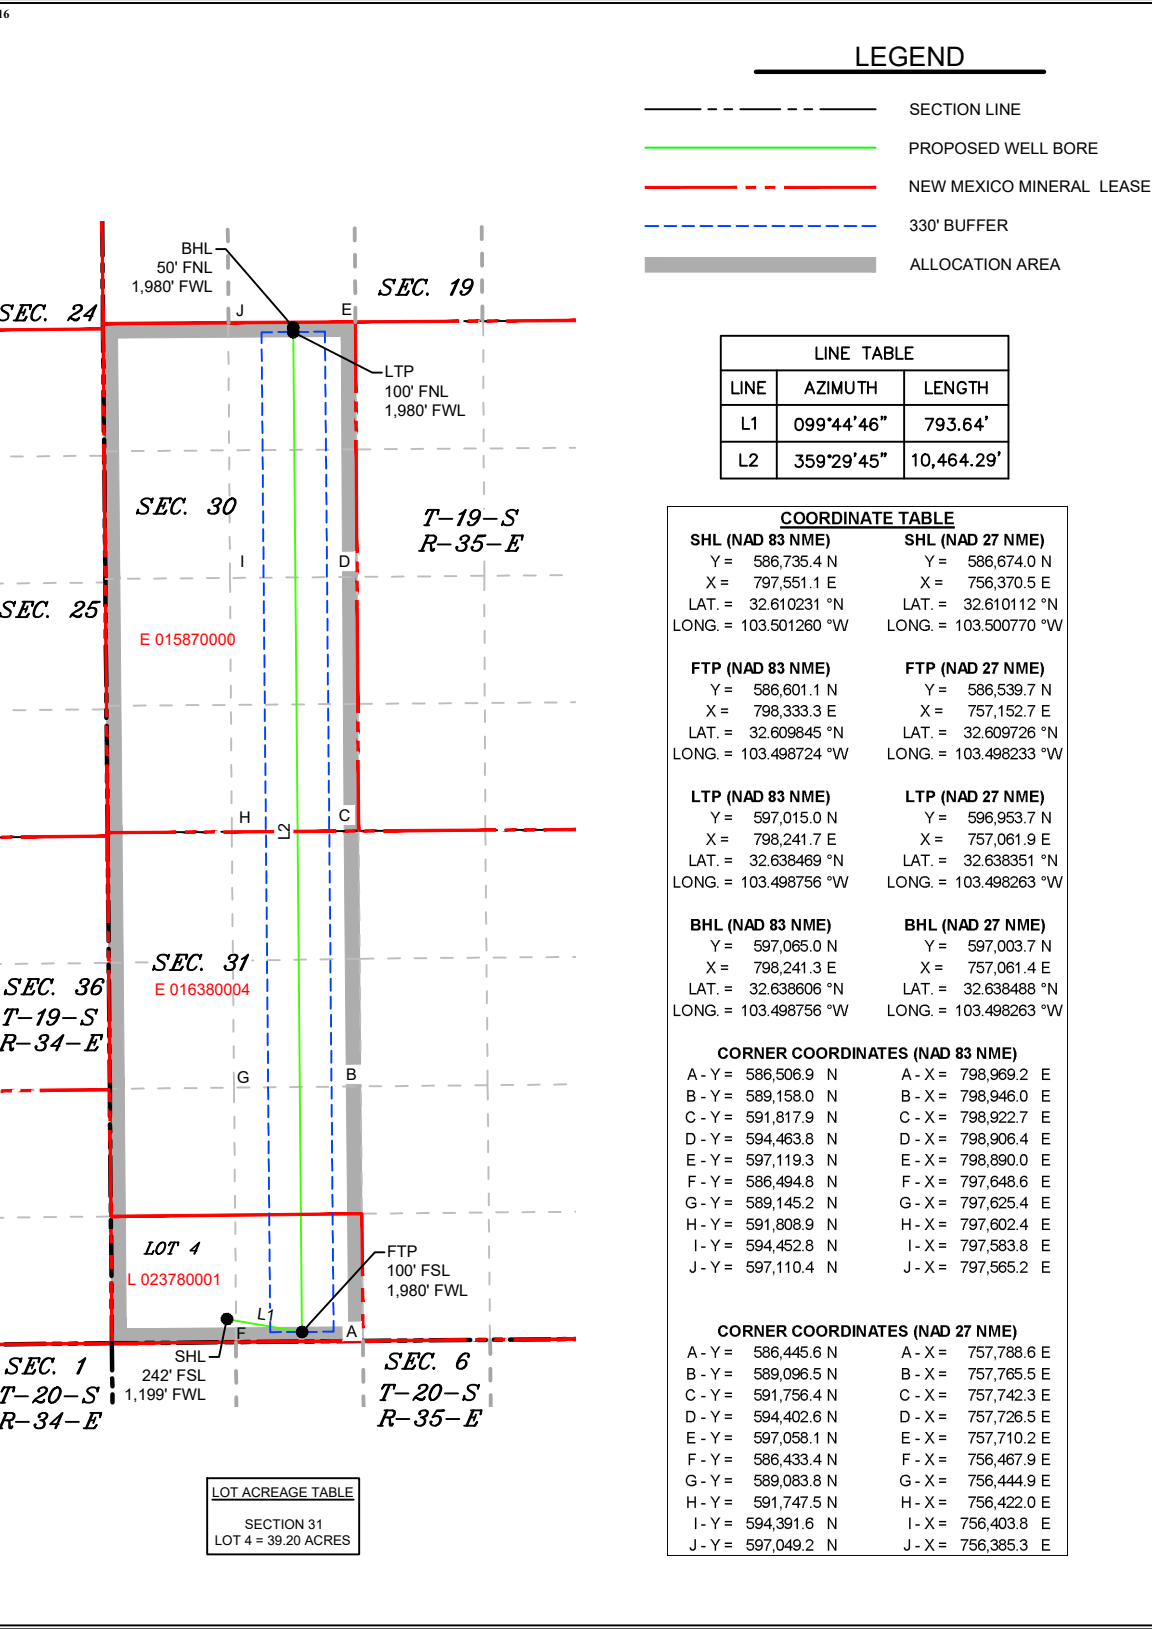 16
LEGEND
SECTION LINE
PROPOSED WELL BORE
NEW MEXICO MINERAL LEASE
330' BUFFER
ALLOCATION AREA
BHL
50' FNL
1,980' FWL
SEC. 19
SEC. 24
J
E
LTP
100' FNL
1,980' FWL
SEC. 30
T-19-S
R-35-E
I
D
SEC. 25
E 015870000
H
C
L2
SEC. 31
E 016380004
SEC. 36
T-19-S
R-34-E
G
B
LOT 4
L 023780001
FTP
100' FSL
1,980' FWL
L1
F
A
SHL
242' FSL
1,199' FWL
SEC. 1
T-20-S
R-34-E
SEC. 6
T-20-S
R-35-E
LOT ACREAGE TABLE
SECTION 31
LOT 4 = 39.20 ACRES
LINE TABLE
LINE AZIMUTH LENGTH
L1 099°44'46" 793.64'
L2 359°29'45" 10,464.29'
COORDINATE TABLE
SHL (NAD 83 NME) SHL (NAD 27 NME)
Y = 586,735.4 N Y = 586,674.0 N
X = 797,551.1 E X = 756,370.5 E
LAT. = 32.610231 °N LAT. = 32.610112 °N
LONG. = 103.501260 °W LONG. = 103.500770 °W
FTP (NAD 83 NME) FTP (NAD 27 NME)
Y = 586,601.1 N Y = 586,539.7 N
X = 798,333.3 E X = 757,152.7 E
LAT. = 32.609845 °N LAT. = 32.609726 °N
LONG. = 103.498724 °W LONG. = 103.498233 °W
LTP (NAD 83 NME) LTP (NAD 27 NME)
Y = 597,015.0 N Y = 596,953.7 N
X = 798,241.7 E X = 757,061.9 E
LAT. = 32.638469 °N LAT. = 32.638351 °N
LONG. = 103.498756 °W LONG. = 103.498263 °W
BHL (NAD 83 NME) BHL (NAD 27 NME)
Y = 597,065.0 N Y = 597,003.7 N
X = 798,241.3 E X = 757,061.4 E
LAT. = 32.638606 °N LAT. = 32.638488 °N
LONG. = 103.498756 °W LONG. = 103.498263 °W
CORNER COORDINATES (NAD 83 NME)
A - Y = 586,506.9 N A - X = 798,969.2 E
B - Y = 589,158.0 N B - X = 798,946.0 E
C - Y = 591,817.9 N C - X = 798,922.7 E
D - Y = 594,463.8 N D - X = 798,906.4 E
E - Y = 597,119.3 N E - X = 798,890.0 E
F - Y = 586,494.8 N F - X = 797,648.6 E
G - Y = 589,145.2 N G - X = 797,625.4 E
H - Y = 591,808.9 N H - X = 797,602.4 E
I - Y = 594,452.8 N I - X = 797,583.8 E
J - Y = 597,110.4 N J - X = 797,565.2 E
CORNER COORDINATES (NAD 27 NME)
A - Y = 586,445.6 N A - X = 757,788.6 E
B - Y = 589,096.5 N B - X = 757,765.5 E
C - Y = 591,756.4 N C - X = 757,742.3 E
D - Y = 594,402.6 N D - X = 757,726.5 E
E - Y = 597,058.1 N E - X = 757,710.2 E
F - Y = 586,433.4 N F - X = 756,467.9 E
G - Y = 589,083.8 N G - X = 756,444.9 E
H - Y = 591,747.5 N H - X = 756,422.0 E
I - Y = 594,391.6 N I - X = 756,403.8 E
J - Y = 597,049.2 N J - X = 756,385.3 E